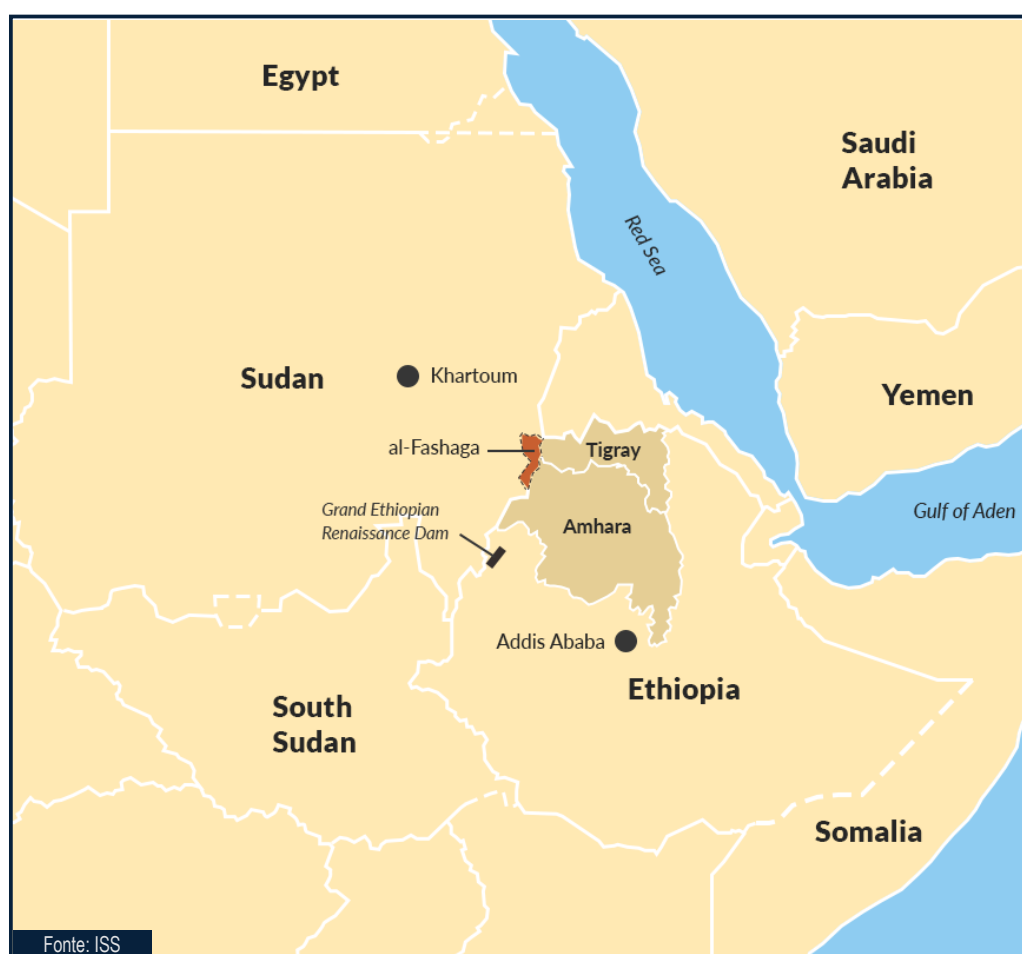 Egypt
Saudi
Arabia
Red Sea
Sudan
Khartoum
Yemen
al-Fashaga
Tigray
Grand Ethiopian
Renaissance Dam
Amhara
Gulf of Aden
Addis Ababa
Ethiopia
South
Sudan
Somalia
Fonte: ISS